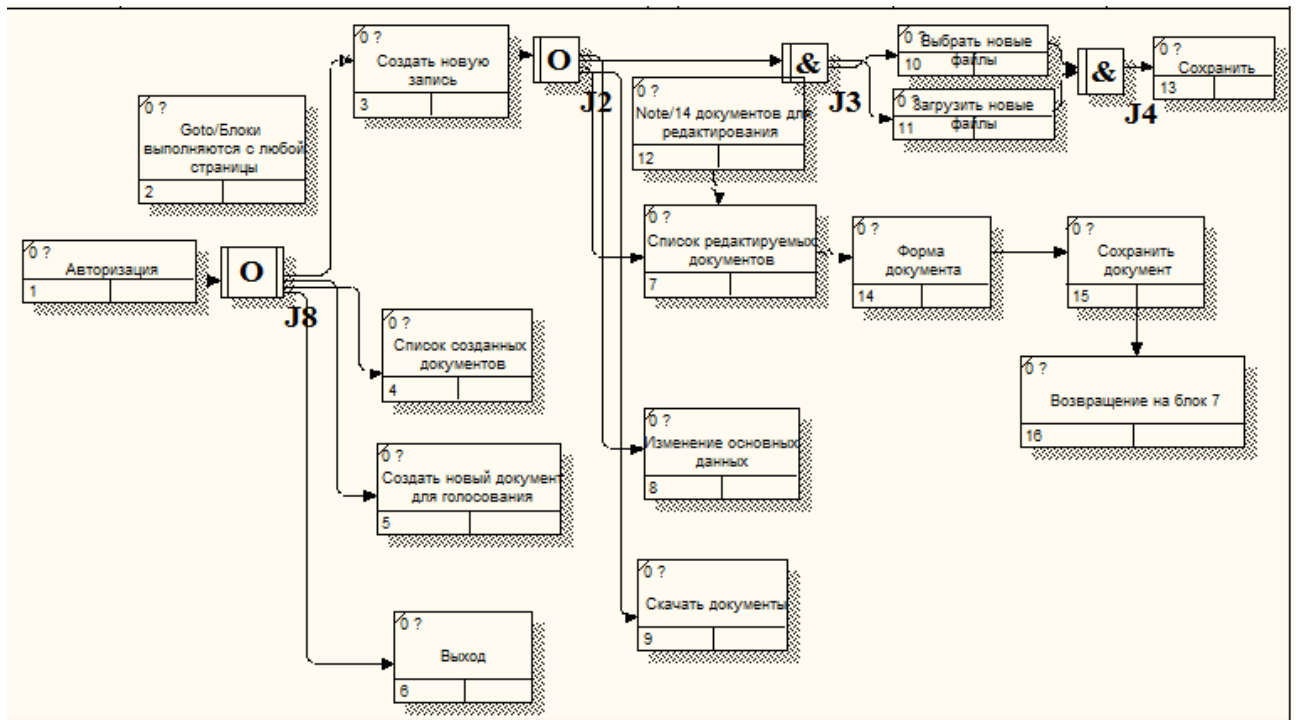 0 ?
Создать новую
запись
3
O
J2
&
J3
0 ?
Выбрать новые
файлы
10
&
J4
0 ?
Сохранить
13
0 ?
Загрузить новые
файлы
11
0 ?
Goto/Блоки
выполняются с любой
страницы
2
0 ?
Note/14 документов для
редактирования
12
0 ?
Авторизация
1
O
J8
0 ?
Список редактируемых
документов
7
0 ?
Форма
документа
14
0 ?
Сохранить
документ
15
0 ?
Список созданных
документов
4
0 ?
Возвращение на блок 7
16
0 ?
Создать новый документ
для голосования
5
0 ?
Изменение основных
данных
8
0 ?
Скачать документы
9
0 ?
Выход
6